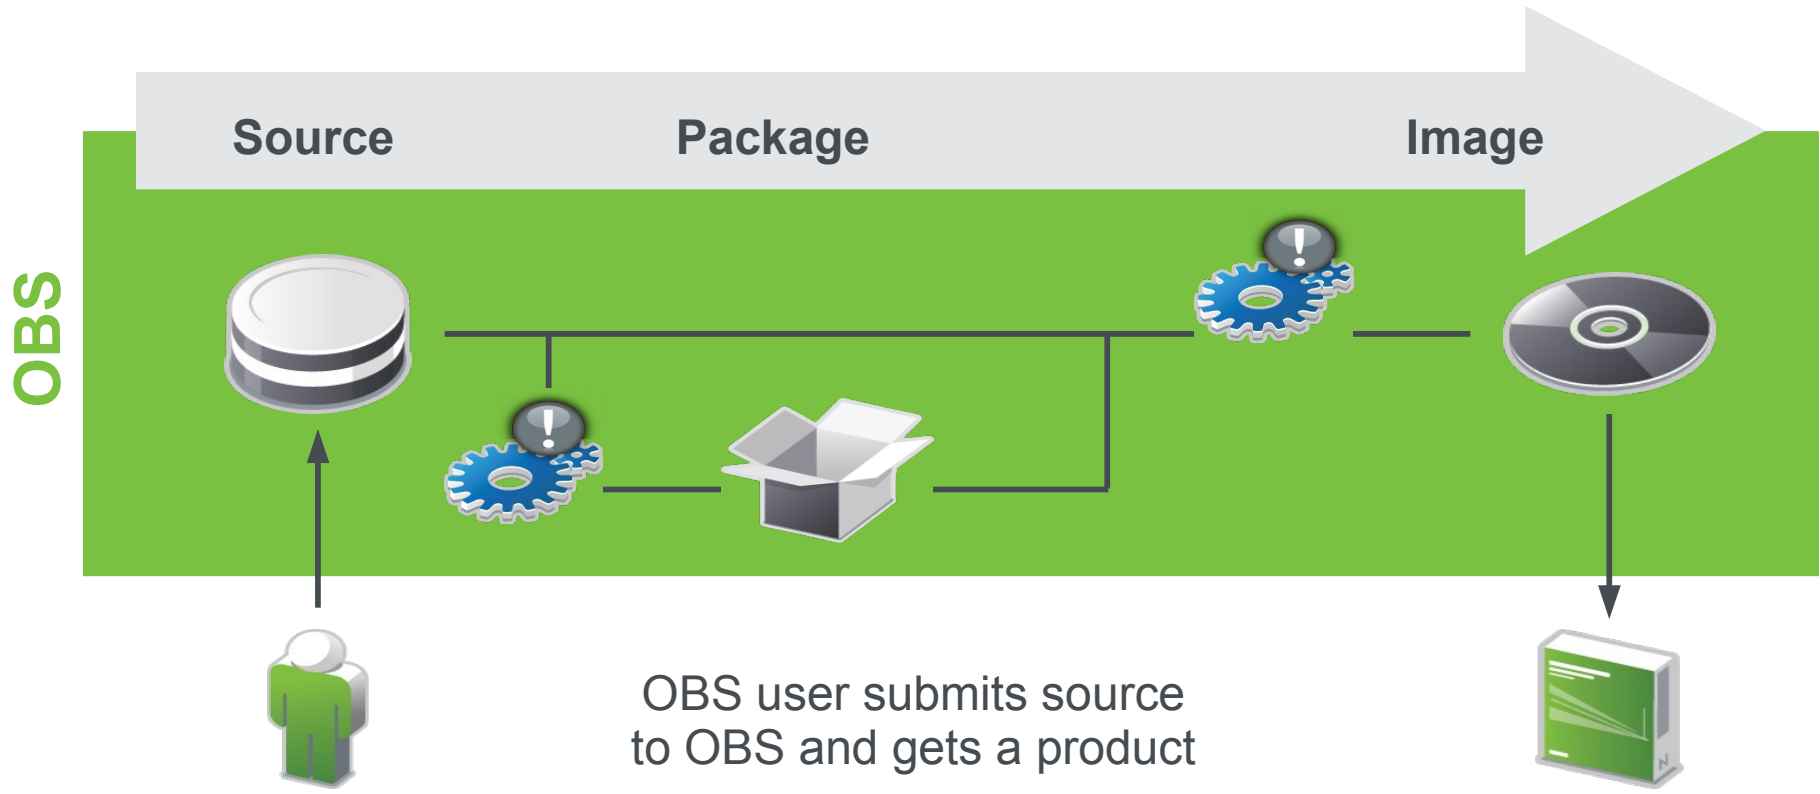 Source
Package
Image
OBS
OBS user submits source
to OBS and gets a product
N